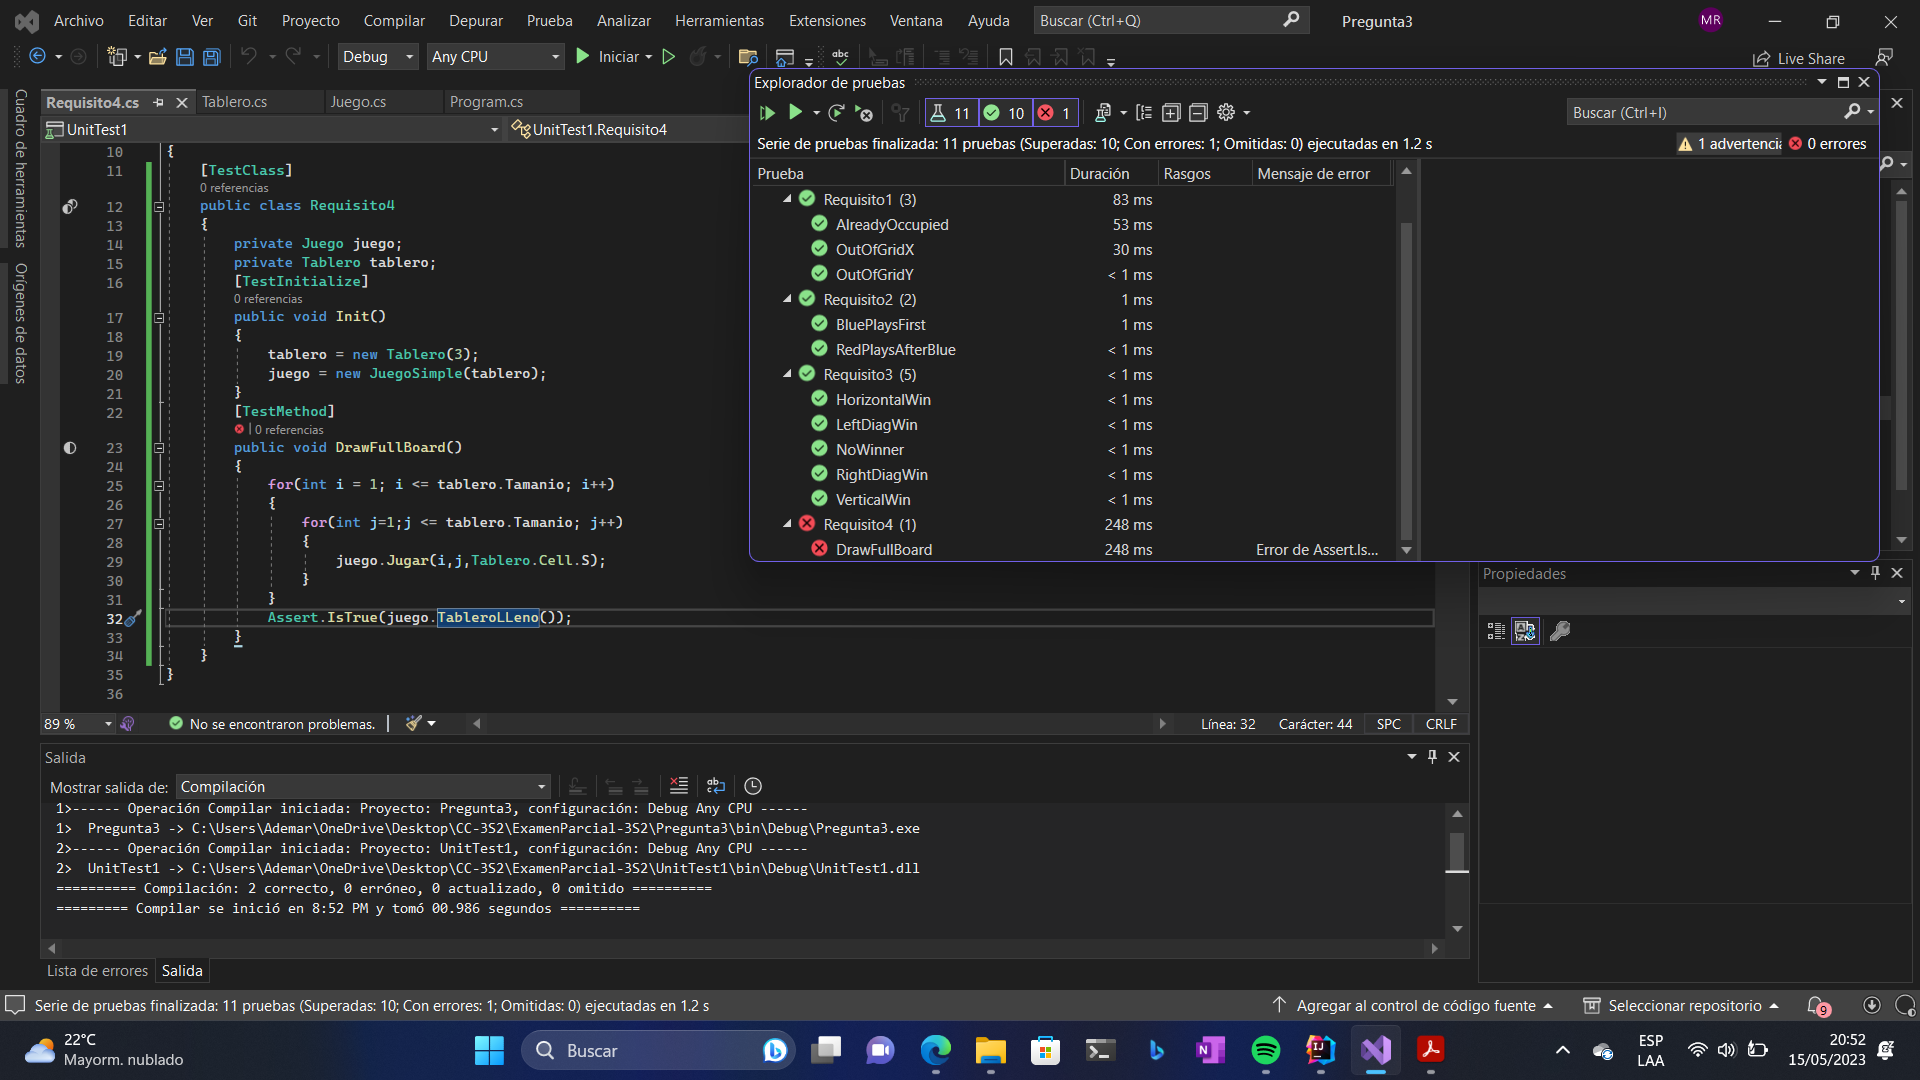 Archivo Editar Ver Git Proyecto Compilar Depurar Prueba Analizar Herramientas Extensiones Ventana Ayuda Buscar (Ctrl+Q) Pregunta3 MR
Debug Any CPU Iniciar Live Share
Cuadro de herramientas
Orígenes de datos
Requisito4.cs Tablero.cs Juego.cs Program.cs
UnitTest1 UnitTest1.Requisito4
10 {
11 [TestClass]
0 referencias
12 public class Requisito4
13 {
14 private Juego juego;
15 private Tablero tablero;
16 [TestInitialize]
0 referencias
17 public void Init()
18 {
19 tablero = new Tablero(3);
20 juego = new JuegoSimple(tablero);
21 }
22 [TestMethod]
| 0 referencias
23 public void DrawFullBoard()
24 {
25 for(int i = 1; i <= tablero.Tamanio; i++)
26 {
27 for(int j=1;j <= tablero.Tamanio; j++)
28 {
29 juego.Jugar(i,j,Tablero.Cell.S);
30 }
31 }
32 Assert.IsTrue(juego.TableroLLeno());
33 }
34 }
35 }
36
89 % No se encontraron problemas. Línea: 32 Carácter: 44 SPC CRLF
Explorador de pruebas
11 10 1 Buscar (Ctrl+I)
Serie de pruebas finalizada: 11 pruebas (Superadas: 10; Con errores: 1; Omitidas: 0) ejecutadas en 1.2 s 1 advertencia 0 errores
Prueba Duración Rasgos Mensaje de error
Requisito1 (3) 83 ms
AlreadyOccupied 53 ms
OutOfGridX 30 ms
OutOfGridY < 1 ms
Requisito2 (2) 1 ms
BluePlaysFirst 1 ms
RedPlaysAfterBlue < 1 ms
Requisito3 (5) < 1 ms
HorizontalWin < 1 ms
LeftDiagWin < 1 ms
NoWinner < 1 ms
RightDiagWin < 1 ms
VerticalWin < 1 ms
Requisito4 (1) 248 ms
DrawFullBoard 248 ms Error de Assert.Is...
Propiedades
Salida
Mostrar salida de: Compilación
1>------ Operación Compilar iniciada: Proyecto: Pregunta3, configuración: Debug Any CPU ------
1> Pregunta3 -> C:\Users\Ademar\OneDrive\Desktop\CC-3S2\ExamenParcial-3S2\Pregunta3\bin\Debug\Pregunta3.exe
2>------ Operación Compilar iniciada: Proyecto: UnitTest1, configuración: Debug Any CPU ------
2> UnitTest1 -> C:\Users\Ademar\OneDrive\Desktop\CC-3S2\ExamenParcial-3S2\UnitTest1\bin\Debug\UnitTest1.dll
========== Compilación: 2 correcto, 0 erróneo, 0 actualizado, 0 omitido ==========
========= Compilar se inició en 8:52 PM y tomó 00.986 segundos ==========
Lista de errores Salida
Serie de pruebas finalizada: 11 pruebas (Superadas: 10; Con errores: 1; Omitidas: 0) ejecutadas en 1.2 s Agregar al control de código fuente Seleccionar repositorio 9
22°C
Mayorm. nublado
Buscar
ESP
LAA
20:52
15/05/2023